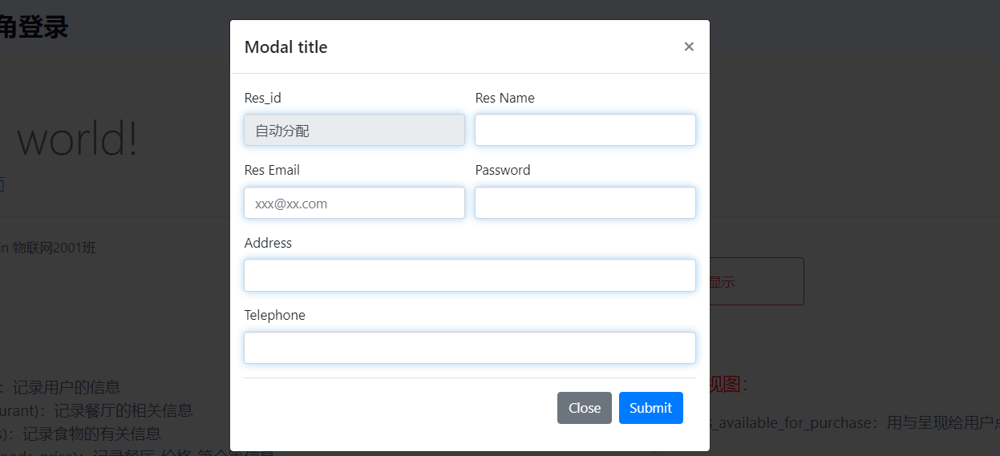 角登录
Modal title ×
Res_id Res Name
自动分配
world!
Res Email Password
xxx@xx.com
in 物联网2001班
Address
显示
Telephone
：记录用户的信息
视图：
urant)：记录餐厅的相关信息
Close Submit
s_available_for_purchase：用与呈现给用户
s)：记录食物的有关信息